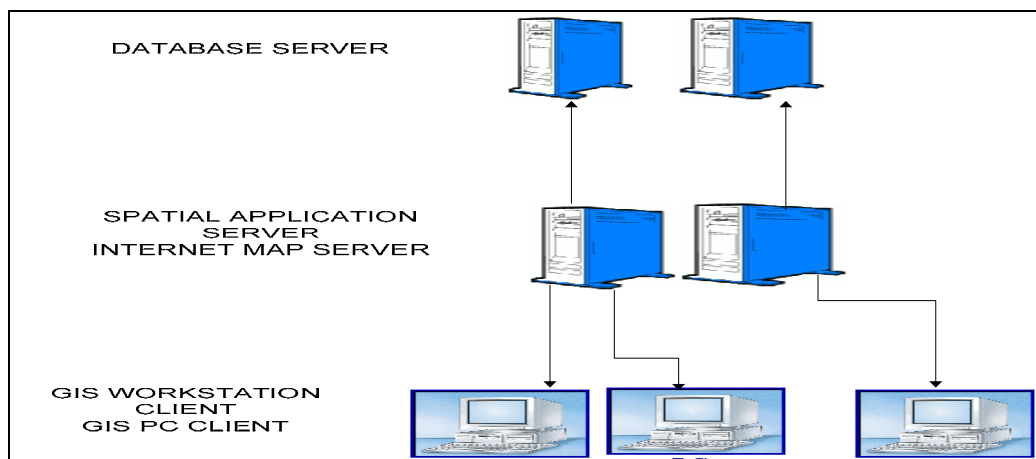 DATABASE SERVER
SPATIAL APPLICATION
SERVER
INTERNET MAP SERVER
GIS WORKSTATION
CLIENT
GIS PC CLIENT